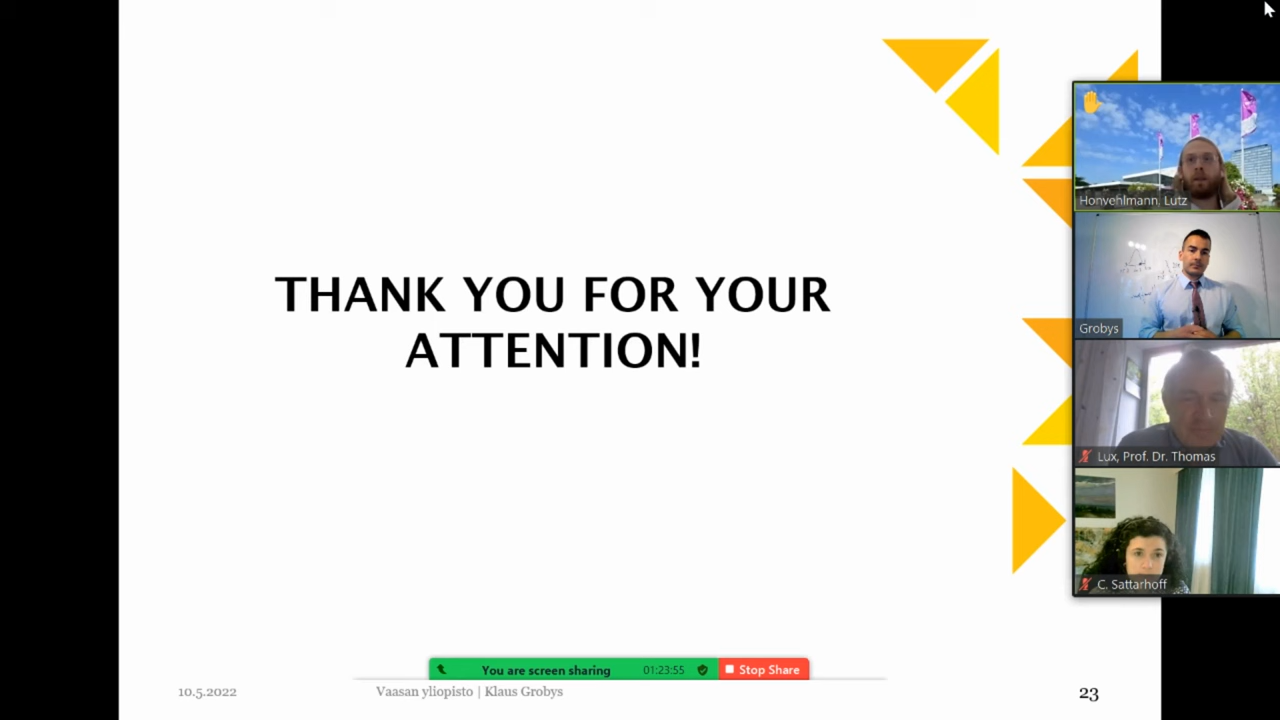 THANK YOU FOR YOUR
ATTENTION!
Honvehlmann. Lutz
Grobys
Lux, Prof. Dr. Thomas
C. Sattarhoff
You are screen sharing
01:23:55
Stop Share
10.5.2022
Vaasan yliopisto | Klaus Grobys
23